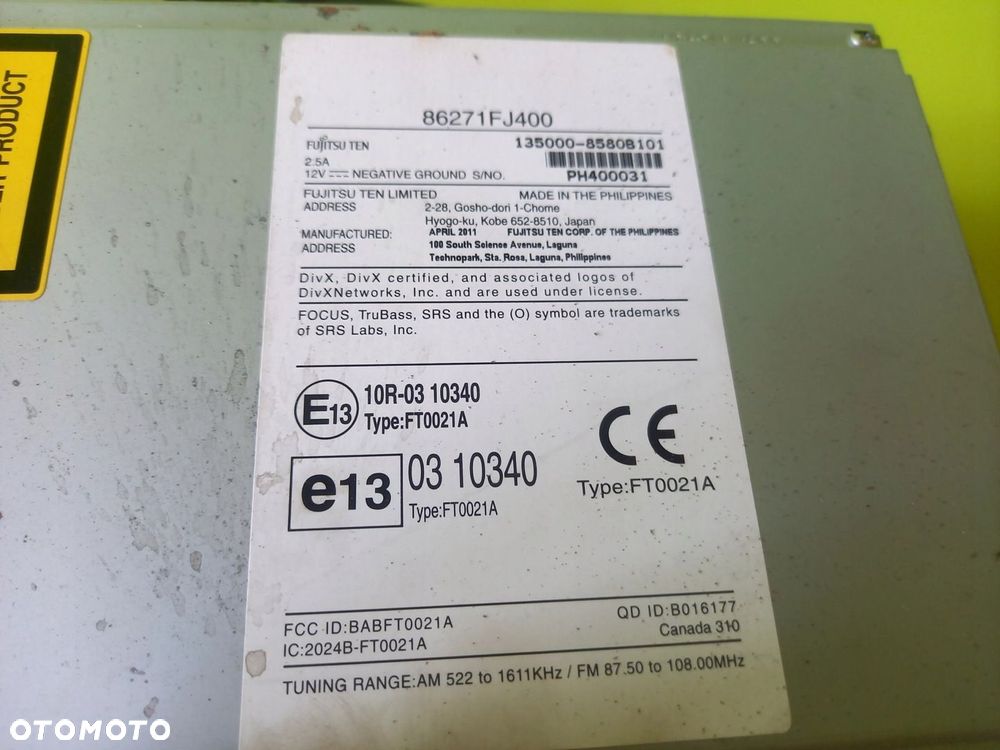 ER PRODUCT
86271FJ400
FUJITSU TEN 135000-8580B101
2.5A
12V NEGATIVE GROUND S/NO. PH400031
FUJITSU TEN LIMITED MADE IN THE PHILIPPINES
ADDRESS 2-28, Gosho-dori 1-Chome
Hyogo-ku, Kobe 652-8510, Japan
MANUFACTURED: APRIL 2011 FUJITSU TEN CORP. OF THE PHILIPPINES
ADDRESS 100 South Science Avenue, Laguna
Technopark, Sta. Rosa, Laguna, Philippines
DivX, DivX certified, and associated logos of
DivXNetworks, Inc. and are used under license.
FOCUS, TruBass, SRS and the (O) symbol are trademarks
of SRS Labs, Inc.
E13 10R-03 10340
Type:FT0021A
e13 03 10340
Type:FT0021A
CE
Type:FT0021A
FCC ID:BABFT0021A QD ID:B016177
IC:2024B-FT0021A Canada 310
TUNING RANGE:AM 522 to 1611KHz / FM 87.50 to 108.00MHz
OTOMOTO